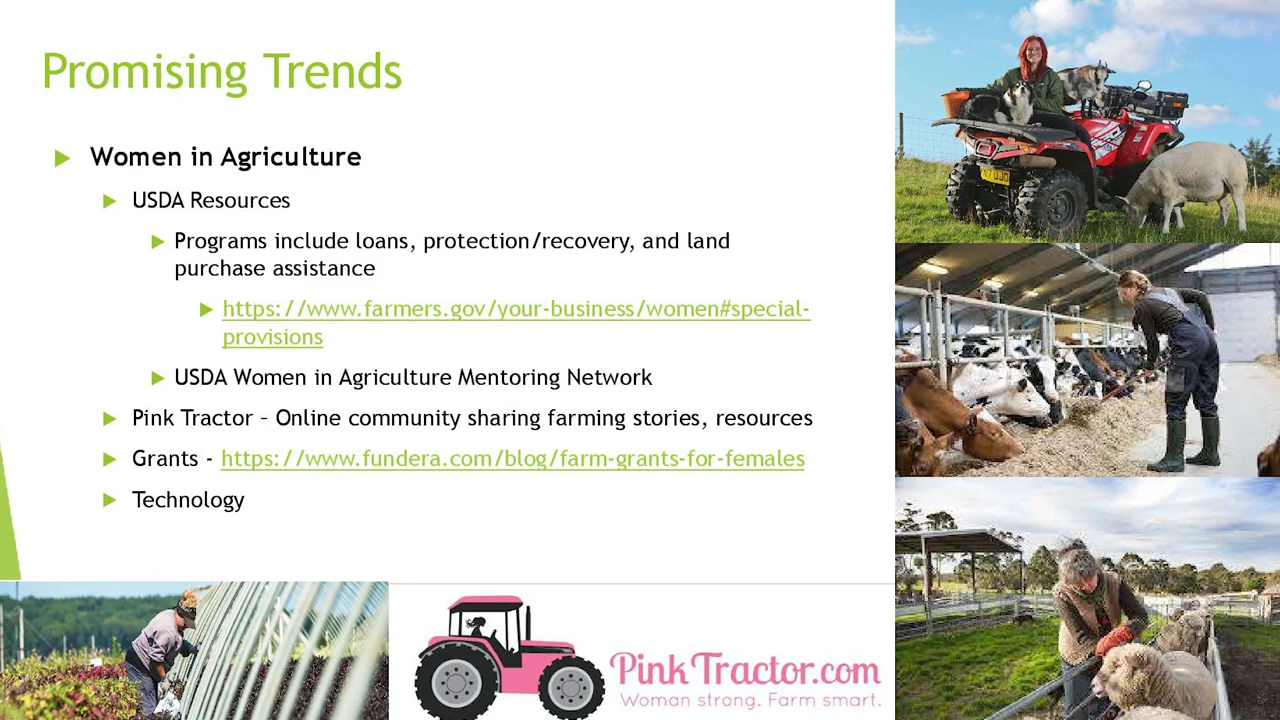 Promising Trends
Women in Agriculture
USDA Resources
Programs include loans, protection/recovery, and land
purchase assistance
https://www.farmers.gov/your-business/women#special-
provisions
USDA Women in Agriculture Mentoring Network
Pink Tractor – Online community sharing farming stories, resources
Grants - https://www.fundera.com/blog/farm-grants-for-females
Technology
PinkTractor.com
Woman strong. Farm smart.